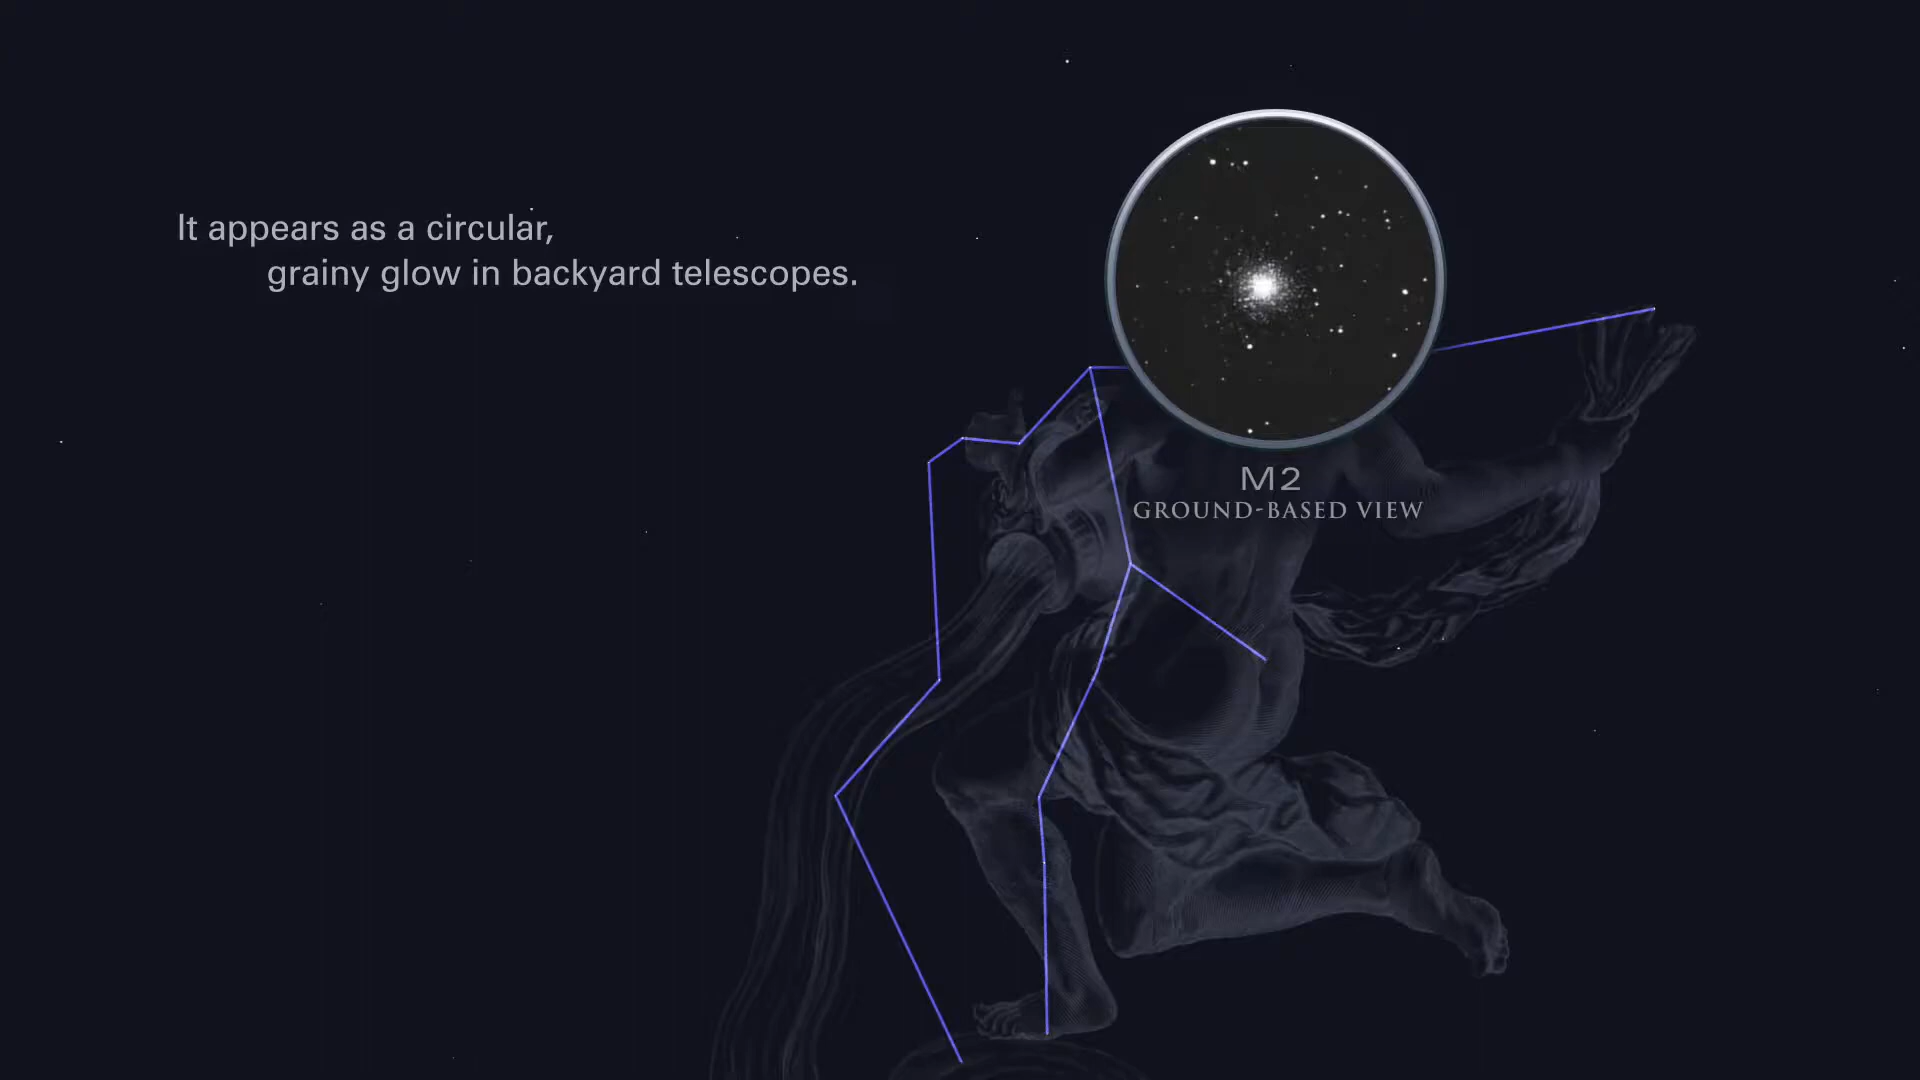 It appears as a circular,
grainy glow in backyard telescopes.
M2
GROUND-BASED VIEW